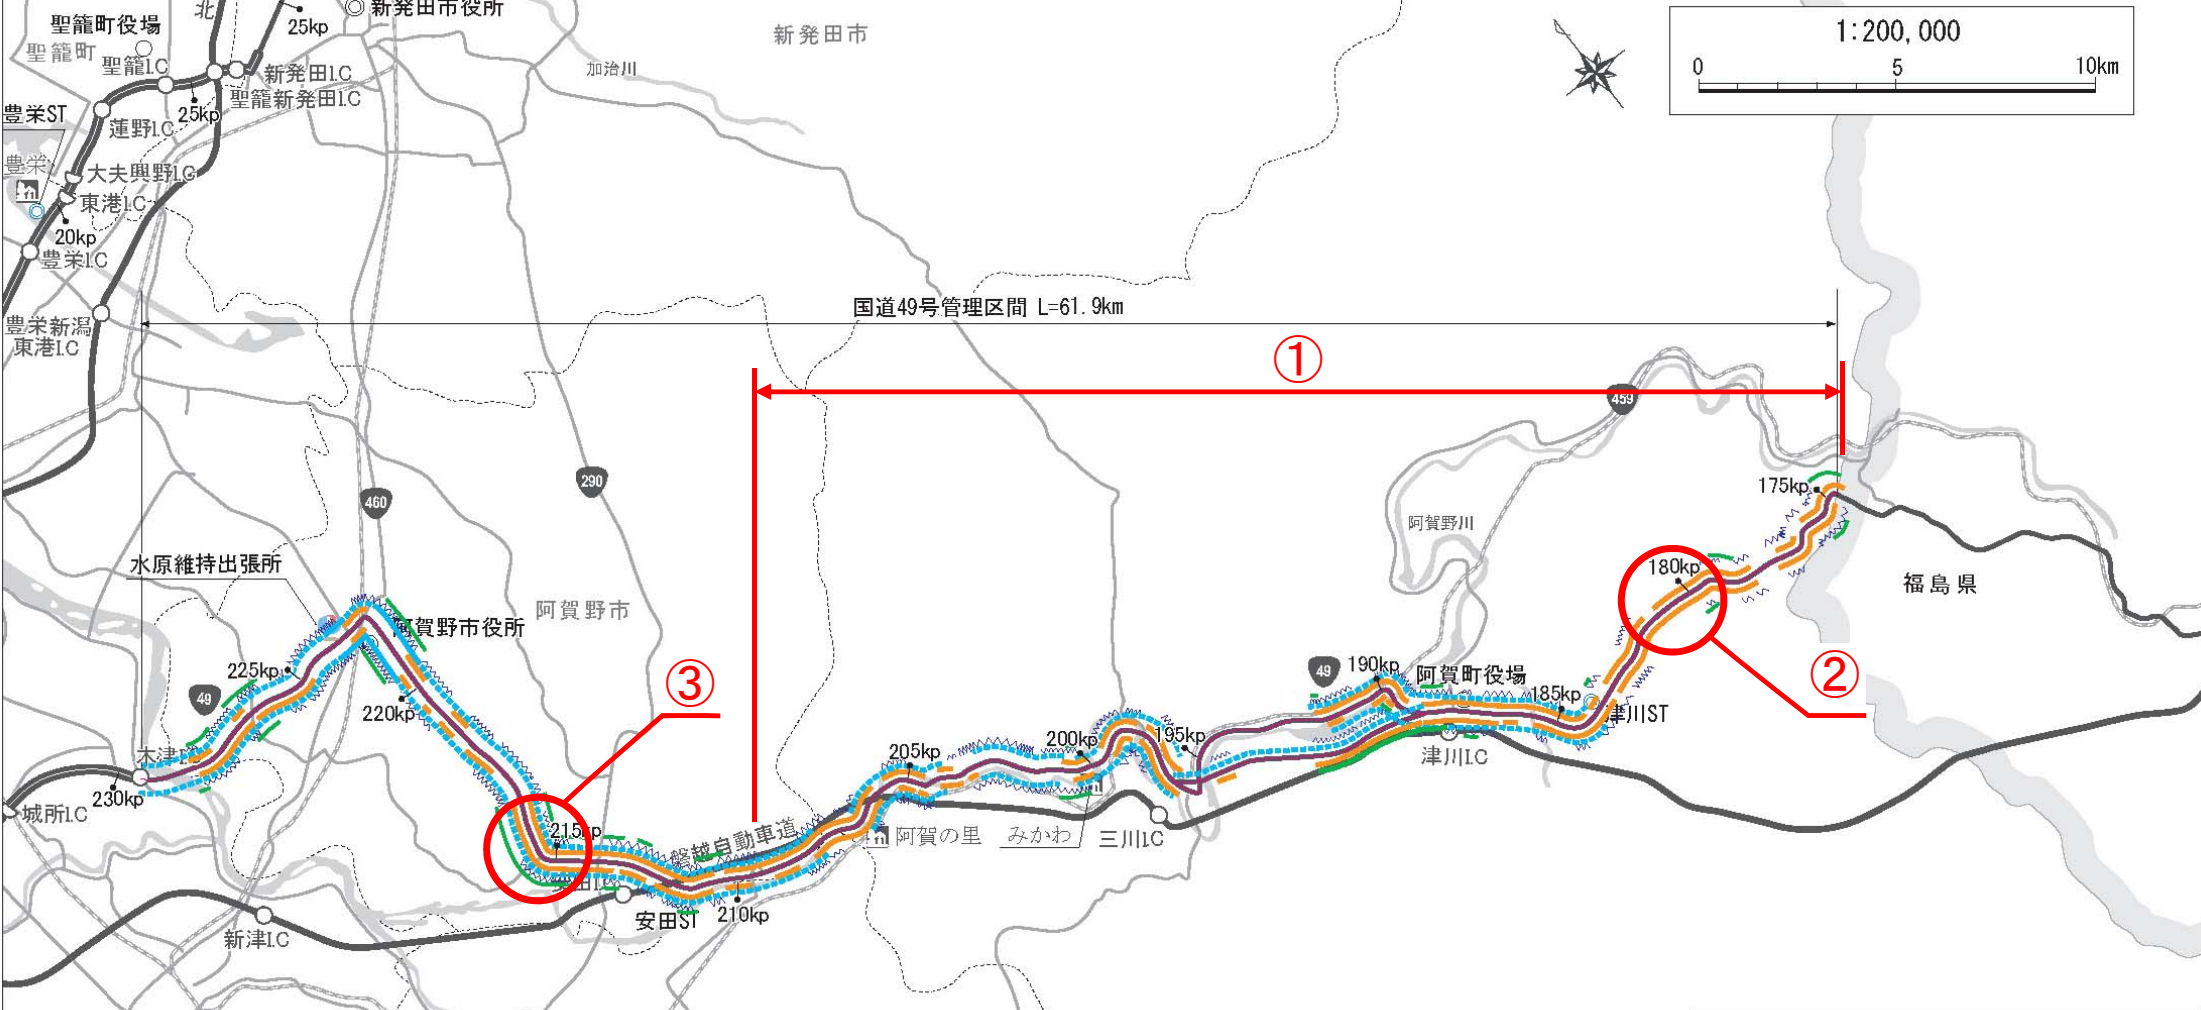 聖籠町役場
聖籠町
聖籠I.C
北
25kp
新発田市役所
新発田市
加治川
新発田I.C
聖籠新発田I.C
25kp
蓮野I.C
豊栄ST
豊栄
大夫興野I.C
東港I.C
20kp
豊栄I.C
豊栄新潟
東港I.C
1:200,000
0 5 10km
国道49号管理区間 L=61.9km
①
459
290
460
175kp
阿賀野川
水原維持出張所
180kp
福島県
阿賀野市
阿賀野市役所
225kp
49
220kp
③
②
49
190kp
阿賀町役場
185kp
津川ST
津川I.C
195kp
200kp
205kp
230kp
城所I.C
215kp
磐越自動車道
阿賀の里
みかわ
三川I.C
安田I.C
安田ST
210kp
新津I.C